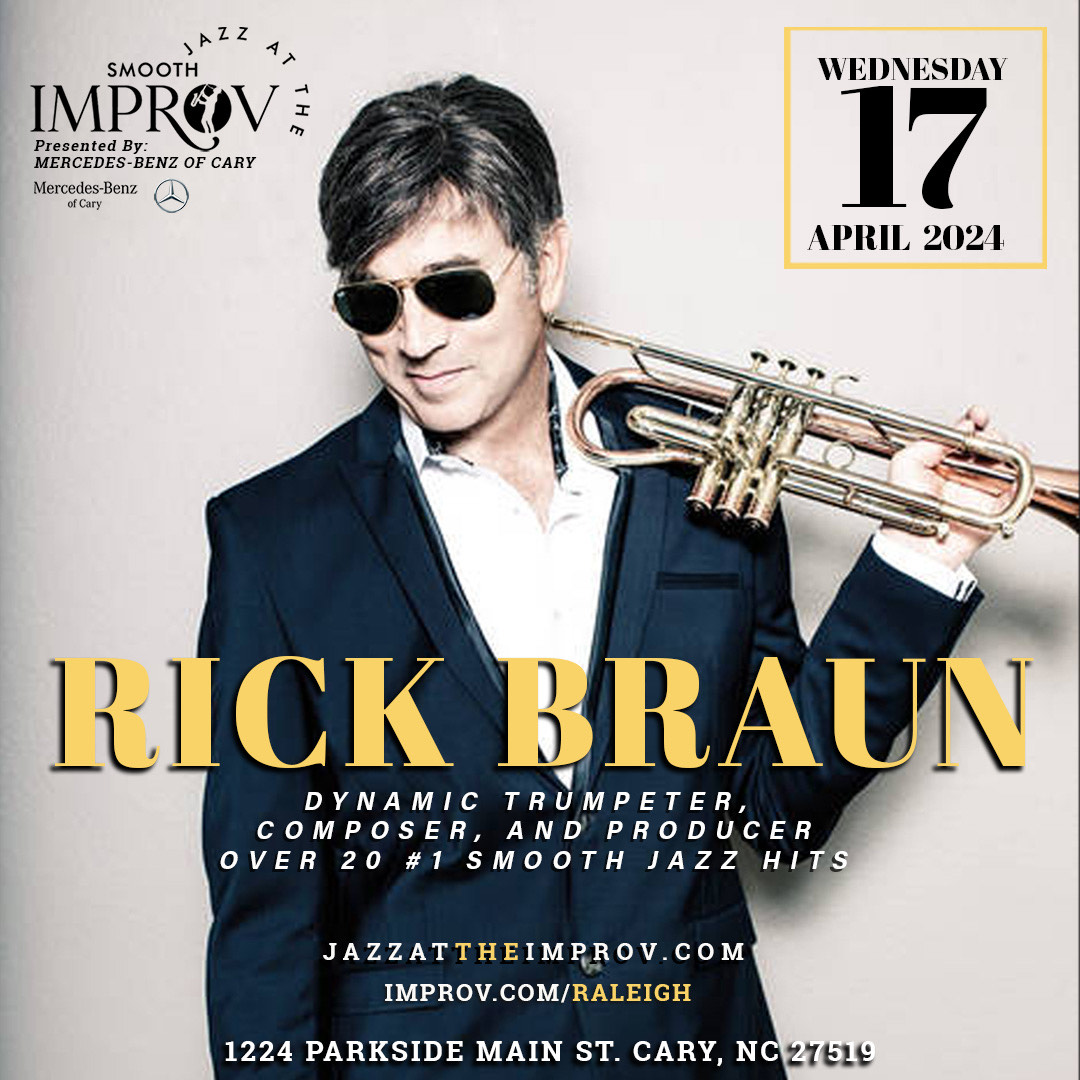 SMOOTH JAZZ AT THE
IMPROV
Presented By:
MERCEDES-BENZ OF CARY
Mercedes-Benz
of Cary
WEDNESDAY
17
APRIL 2024
RICK BRAUN
DYNAMIC TRUMPETER,
COMPOSER, AND PRODUCER
OVER 20 #1 SMOOTH JAZZ HITS
JAZZATTHEIMPROV.COM
IMPROV.COM/RALEIGH
1224 PARKSIDE MAIN ST. CARY, NC 27519